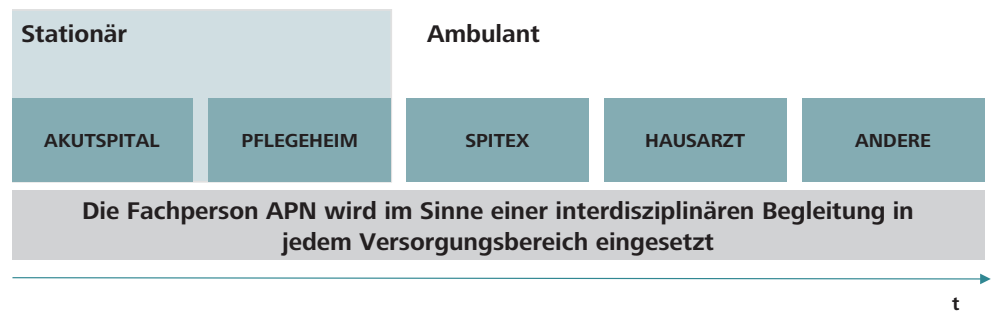 Stationär
Ambulant
AKUTSPITAL
PFLEGEHEIM
SPITEX
HAUSARZT
ANDERE
Die Fachperson APN wird im Sinne einer interdisziplinären Begleitung in
jedem Versorgungsbereich eingesetzt
t